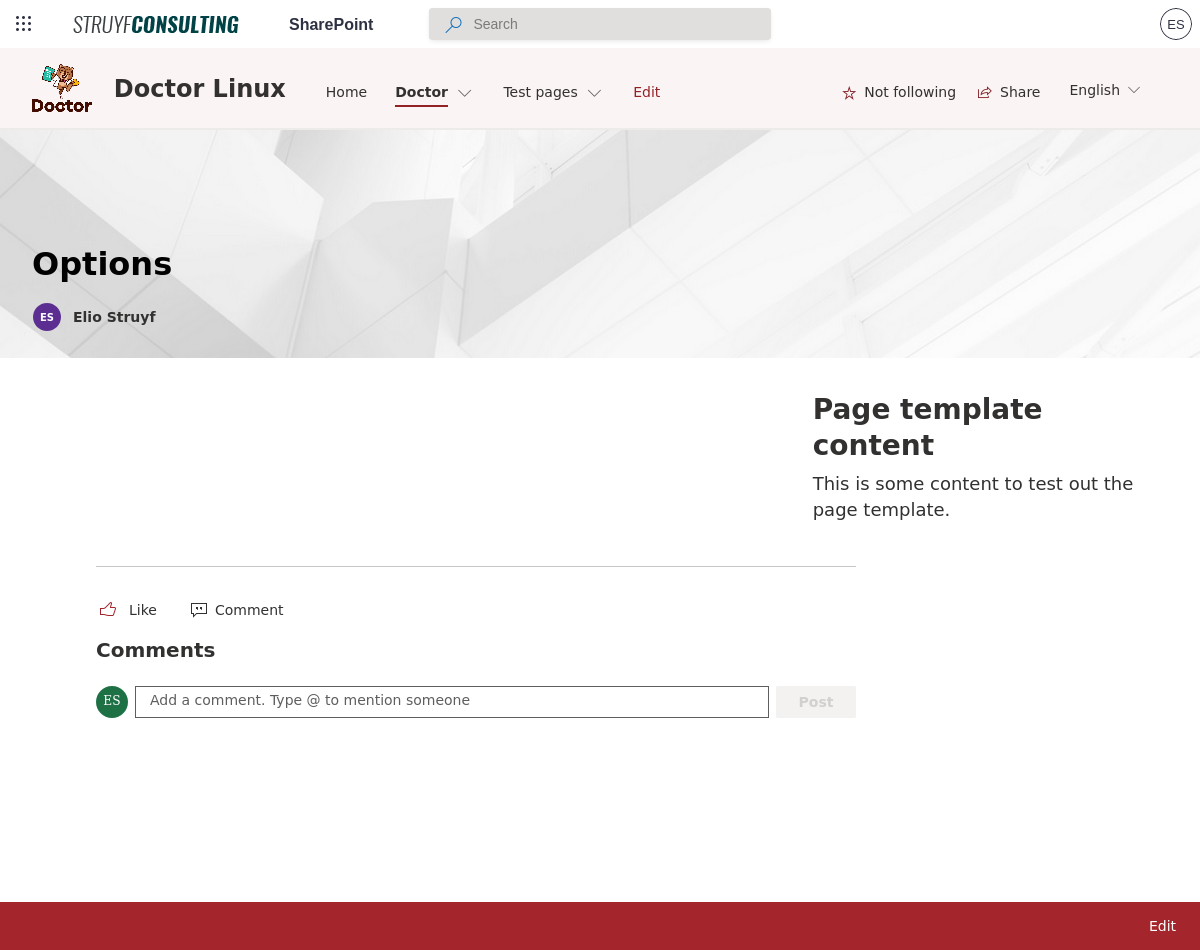 STRUYFCONSULTING SharePoint Search ES
Doctor Doctor Linux Home Doctor Test pages Edit Not following Share English
Options
ES Elio Struyf
Page template
content
This is some content to test out the
page template.
Like Comment
Comments
ES Add a comment. Type @ to mention someone Post
Edit